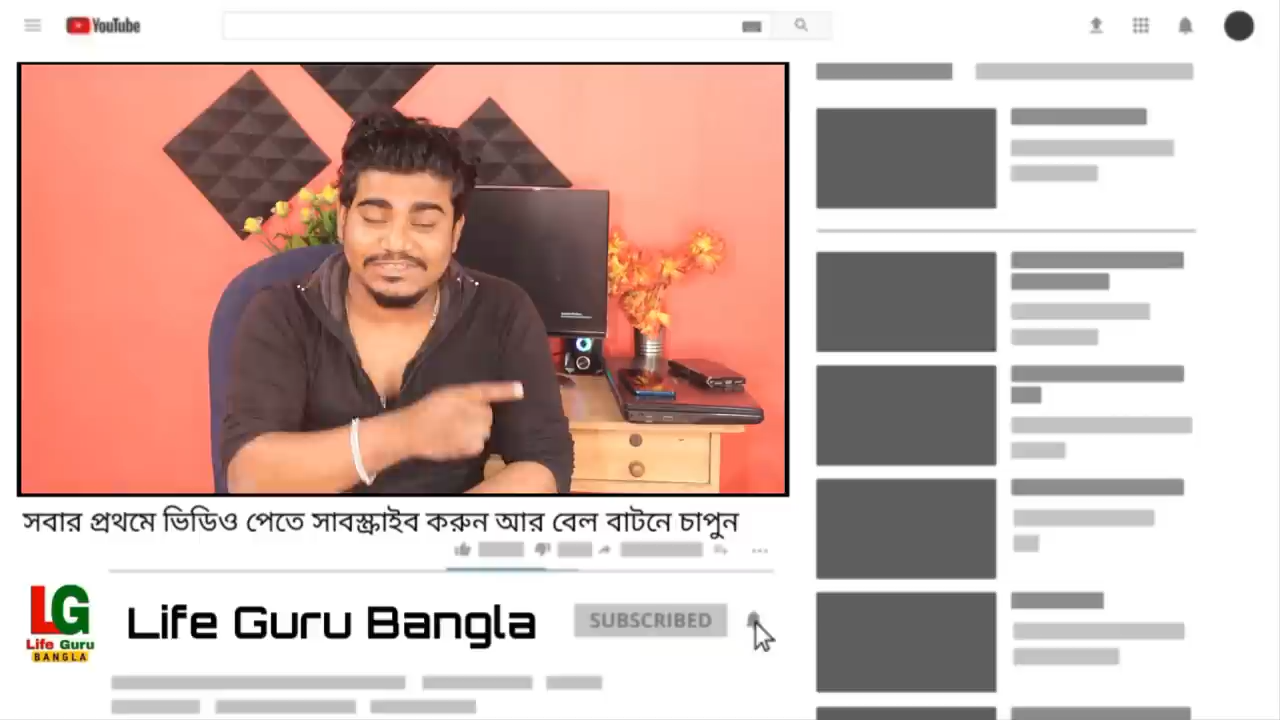 YouTube
সবার প্রথমে ভিডিও পেতে সাবস্ক্রাইব করুন আর বেল বাটনে চাপুন
LG
Life Guru
BANGLA
Life Guru Bangla
SUBSCRIBED